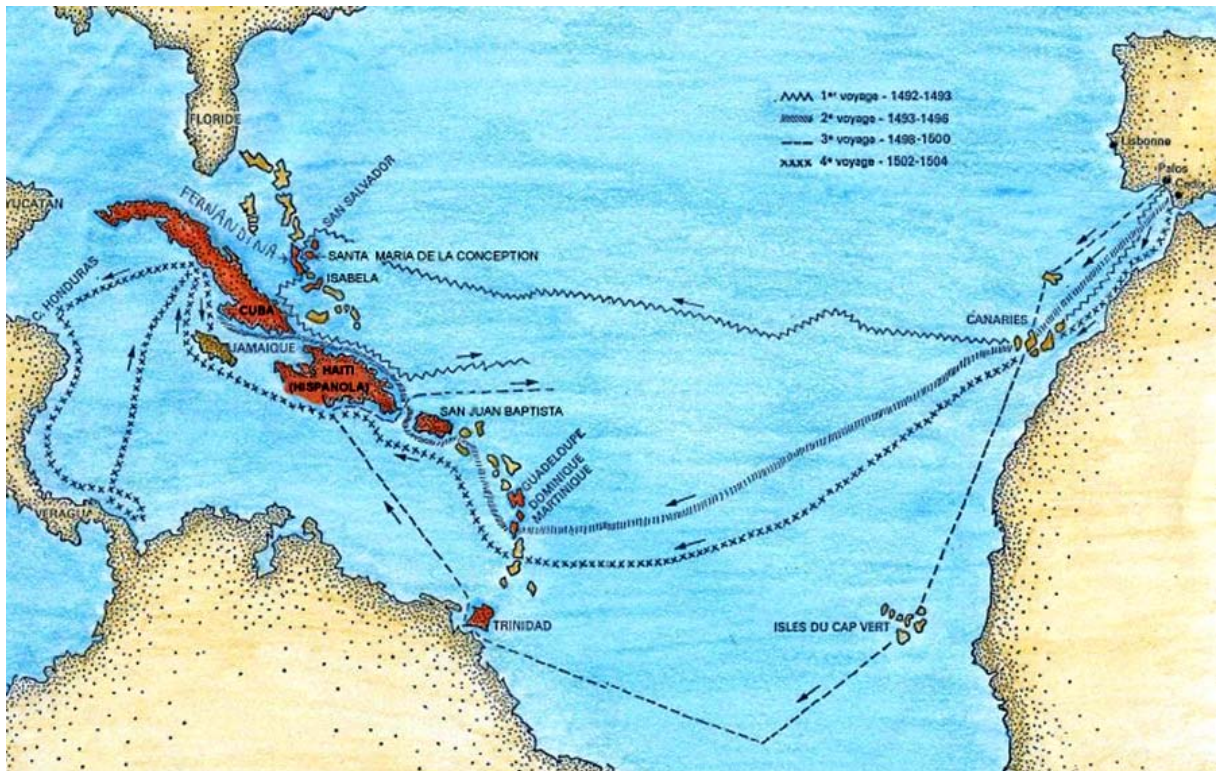 1er voyage - 1492-1493
2e voyage - 1493-1496
3e voyage - 1498-1500
4e voyage - 1502-1504
FLORIDE
Lisbonne
Palos
YUCATAN
FERNANDINA
SAN SALVADOR
SANTA MARIA DE LA CONCEPTION
ISABELA
C. HONDURAS
CUBA
CANARIES
JAMAIQUE
HAITI
(HISPANOLA)
SAN JUAN BAPTISTA
GUADELOUPE
DOMINIQUE
MARTINIQUE
VERAGUA
TRINIDAD
ISLES DU CAP VERT